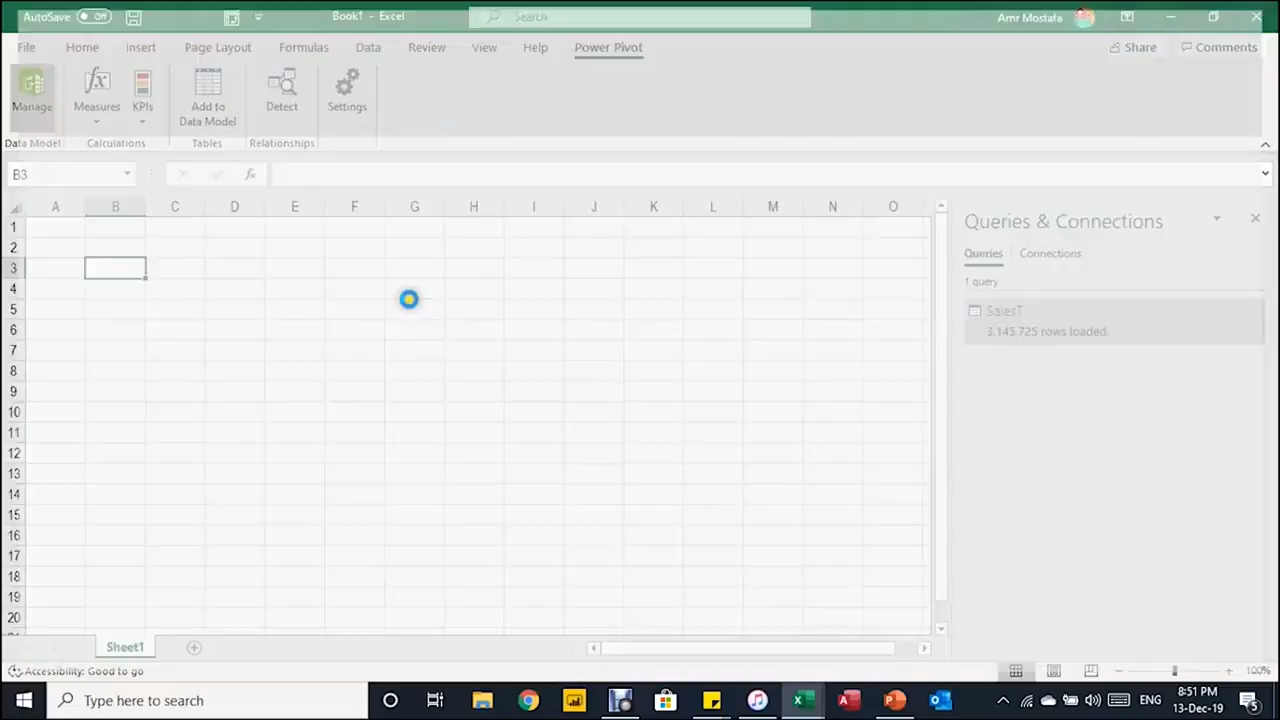 AutoSave Off Book1 - Excel Search Amr Mostafa
File Home Insert Page Layout Formulas Data Review View Help Power Pivot Share Comments
Manage Measures KPIs Add to Data Model Detect Settings
Data Model Calculations Tables Relationships
B3 fx
A B C D E F G H I J K L M N O
Queries & Connections
Queries Connections
1 query
SalesT
3,145,725 rows loaded.
1
2
3
4
5
6
7
8
9
10
11
12
13
14
15
16
17
18
19
20
Sheet1
Accessibility: Good to go 100%
Type here to search ENG 8:51 PM
13-Dec-19 5